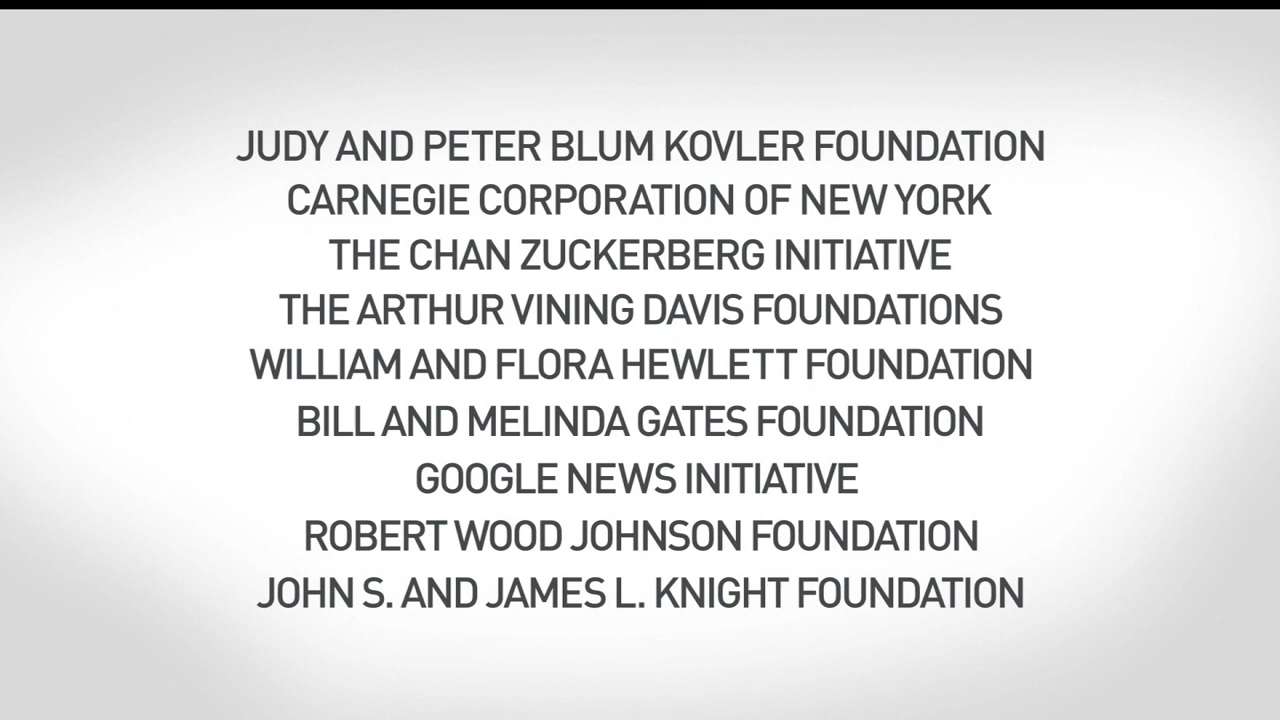 JUDY AND PETER BLUM KOVLER FOUNDATION
CARNEGIE CORPORATION OF NEW YORK
THE CHAN ZUCKERBERG INITIATIVE
THE ARTHUR VINING DAVIS FOUNDATIONS
WILLIAM AND FLORA HEWLETT FOUNDATION
BILL AND MELINDA GATES FOUNDATION
GOOGLE NEWS INITIATIVE
ROBERT WOOD JOHNSON FOUNDATION
JOHN S. AND JAMES L. KNIGHT FOUNDATION